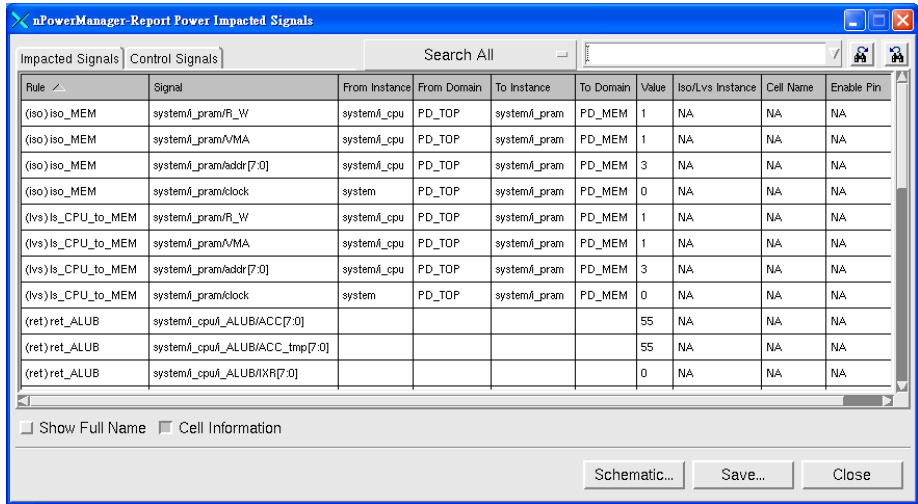 nPowerManager-Report Power Impacted Signals
Impacted Signals Control Signals Search All
Rule Signal From Instance From Domain To Instance To Domain Value Iso/Lvs Instance Cell Name Enable Pin
(iso)iso_MEM system/i_pram/R_W system/i_cpu PD_TOP system/i_pram PD_MEM 1 NA NA NA
(iso)iso_MEM system/i_pram/VMA system/i_cpu PD_TOP system/i_pram PD_MEM 1 NA NA NA
(iso)iso_MEM system/i_pram/addr[7:0] system/i_cpu PD_TOP system/i_pram PD_MEM 3 NA NA NA
(iso)iso_MEM system/i_pram/clock system PD_TOP system/i_pram PD_MEM 0 NA NA NA
(lvs)ls_CPU_to_MEM system/i_pram/R_W system/i_cpu PD_TOP system/i_pram PD_MEM 1 NA NA NA
(lvs)ls_CPU_to_MEM system/i_pram/VMA system/i_cpu PD_TOP system/i_pram PD_MEM 1 NA NA NA
(lvs)ls_CPU_to_MEM system/i_pram/addr[7:0] system/i_cpu PD_TOP system/i_pram PD_MEM 3 NA NA NA
(lvs)ls_CPU_to_MEM system/i_pram/clock system PD_TOP system/i_pram PD_MEM 0 NA NA NA
(ret)ret_ALUB system/i_cpu/i_ALUB/ACC[7:0] 55 NA NA NA
(ret)ret_ALUB system/i_cpu/i_ALUB/ACC_tmp[7:0] 55 NA NA NA
(ret)ret_ALUB system/i_cpu/i_ALUB/IXR[7:0] 0 NA NA NA
Show Full Name Cell Information
Schematic... Save... Close